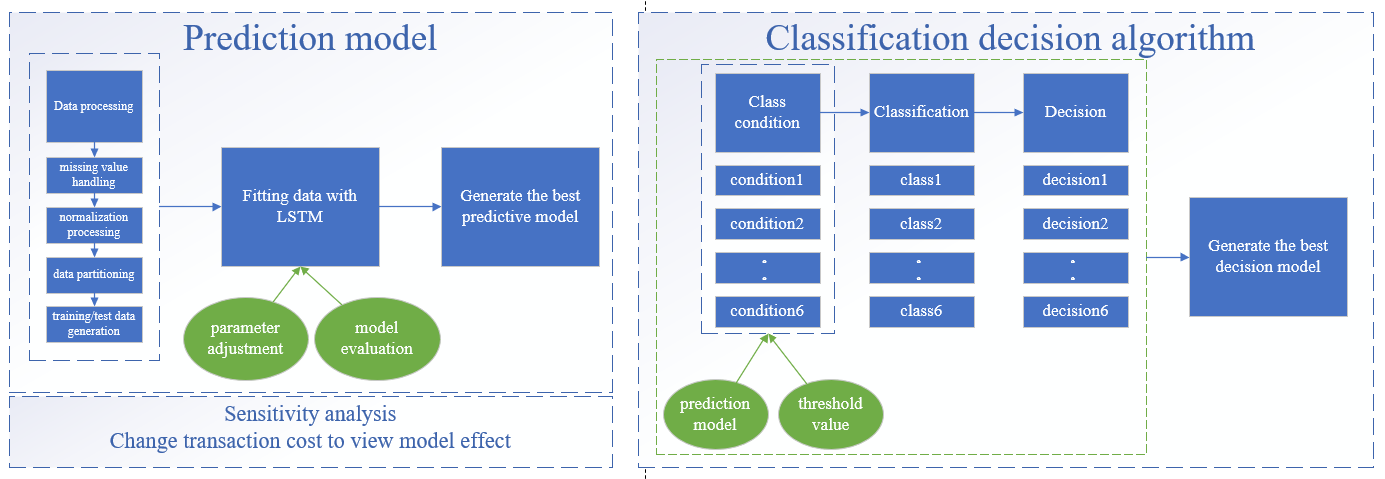 Prediction model
Data processing
missing value
handling
normalization
processing
data partitioning
training/test data
generation
Fitting data with
LSTM
Generate the best
predictive model
parameter
adjustment
model
evaluation
Sensitivity analysis
Change transaction cost to view model effect
Classification decision algorithm
Class
condition
Classification
Decision
condition1
class1
decision1
condition2
class2
decision2
condition6
class6
decision6
prediction
model
threshold
value
Generate the best
decision model